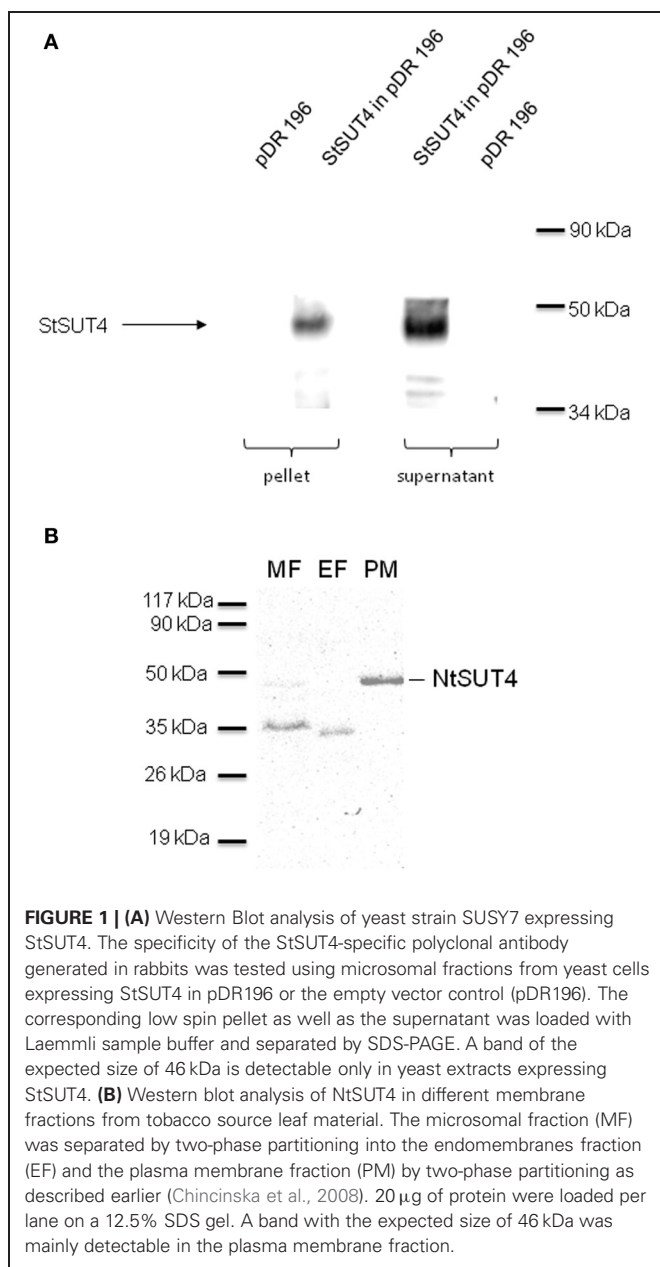 A
pDR 196
StSUT4 in pDR 196
StSUT4 in pDR 196
pDR 196
90 kDa
50 kDa
StSUT4
34 kDa
pellet
supernatant
B
MF EF PM
117 kDa
90 kDa
50 kDa
NtSUT4
35 kDa
26 kDa
19 kDa
FIGURE 1 | (A) Western Blot analysis of yeast strain SUSY7 expressing
StSUT4. The specificity of the StSUT4-specific polyclonal antibody
generated in rabbits was tested using microsomal fractions from yeast cells
expressing StSUT4 in pDR196 or the empty vector control (pDR196). The
corresponding low spin pellet as well as the supernatant was loaded with
Laemmli sample buffer and separated by SDS-PAGE. A band of the
expected size of 46 kDa is detectable only in yeast extracts expressing
StSUT4. (B) Western blot analysis of NtSUT4 in different membrane
fractions from tobacco source leaf material. The microsomal fraction (MF)
was separated by two-phase partitioning into the endomembranes fraction
(EF) and the plasma membrane fraction (PM) by two-phase partitioning as
described earlier (Chincinska et al., 2008). 20 μg of protein were loaded per
lane on a 12.5% SDS gel. A band with the expected size of 46 kDa was
mainly detectable in the plasma membrane fraction.